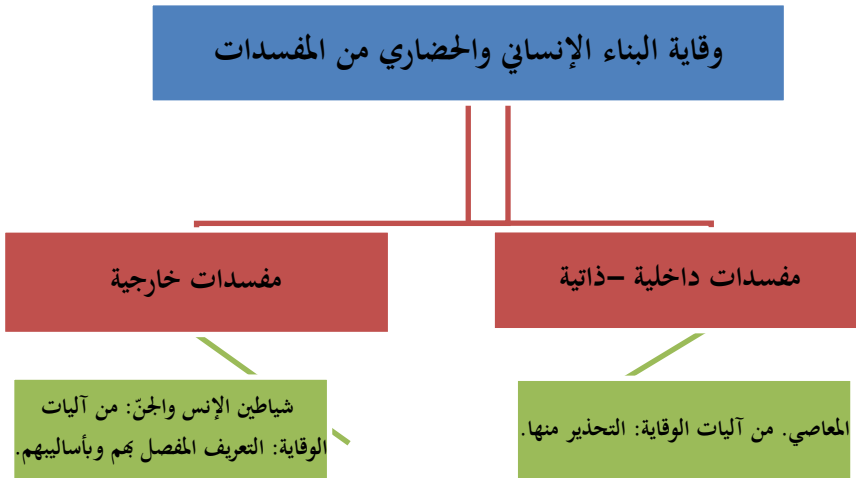 وقاية البناء الإنساني والحضاري من المفسدات
مفسدات داخلية –ذاتية
مفسدات خارجية
المعاصي. من آليات الوقاية: التحذير منها.
شياطين الإنس والجنّ: من آليات
الوقاية: التعريف المفصل بهم وبأساليبهم.